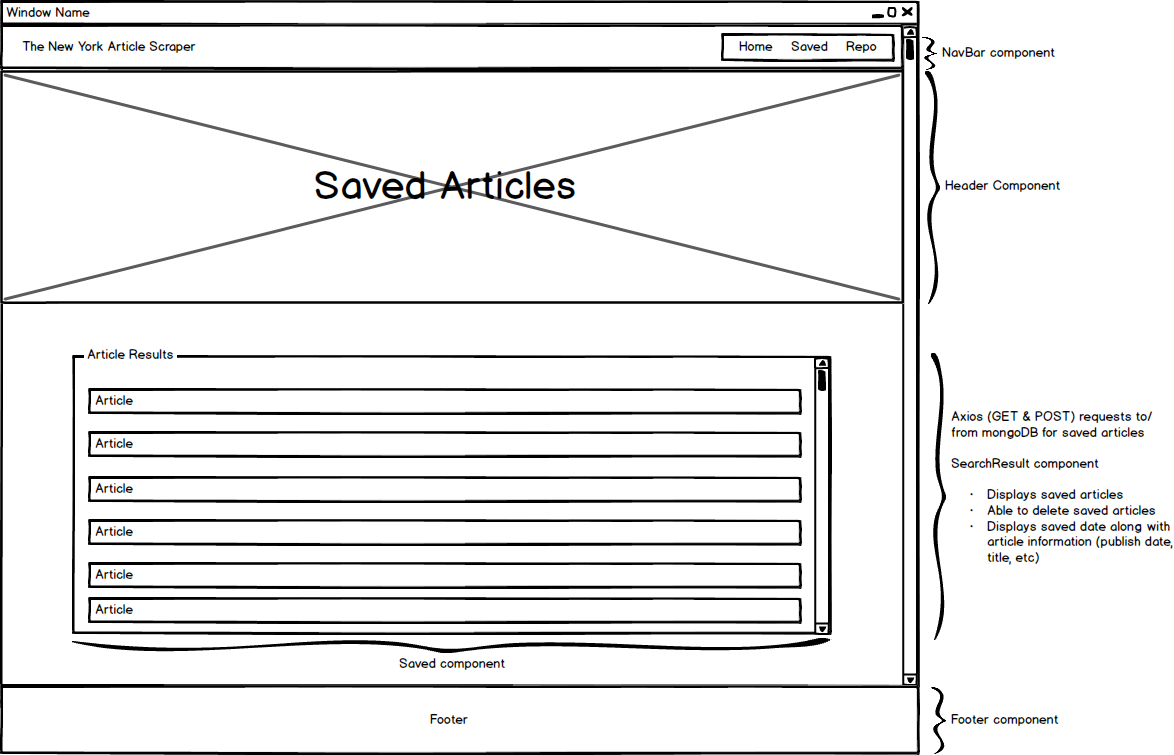 Window Name
The New York Article Scraper
Home Saved Repo
NavBar component
Saved Articles
Header Component
Article Results
Article
Article
Article
Article
Article
Article
Axios (GET & POST) requests to/
from mongoDB for saved articles
SearchResult component
· Displays saved articles
· Able to delete saved articles
· Displays saved date along with
article information (publish date,
title, etc)
Saved component
Footer
Footer component